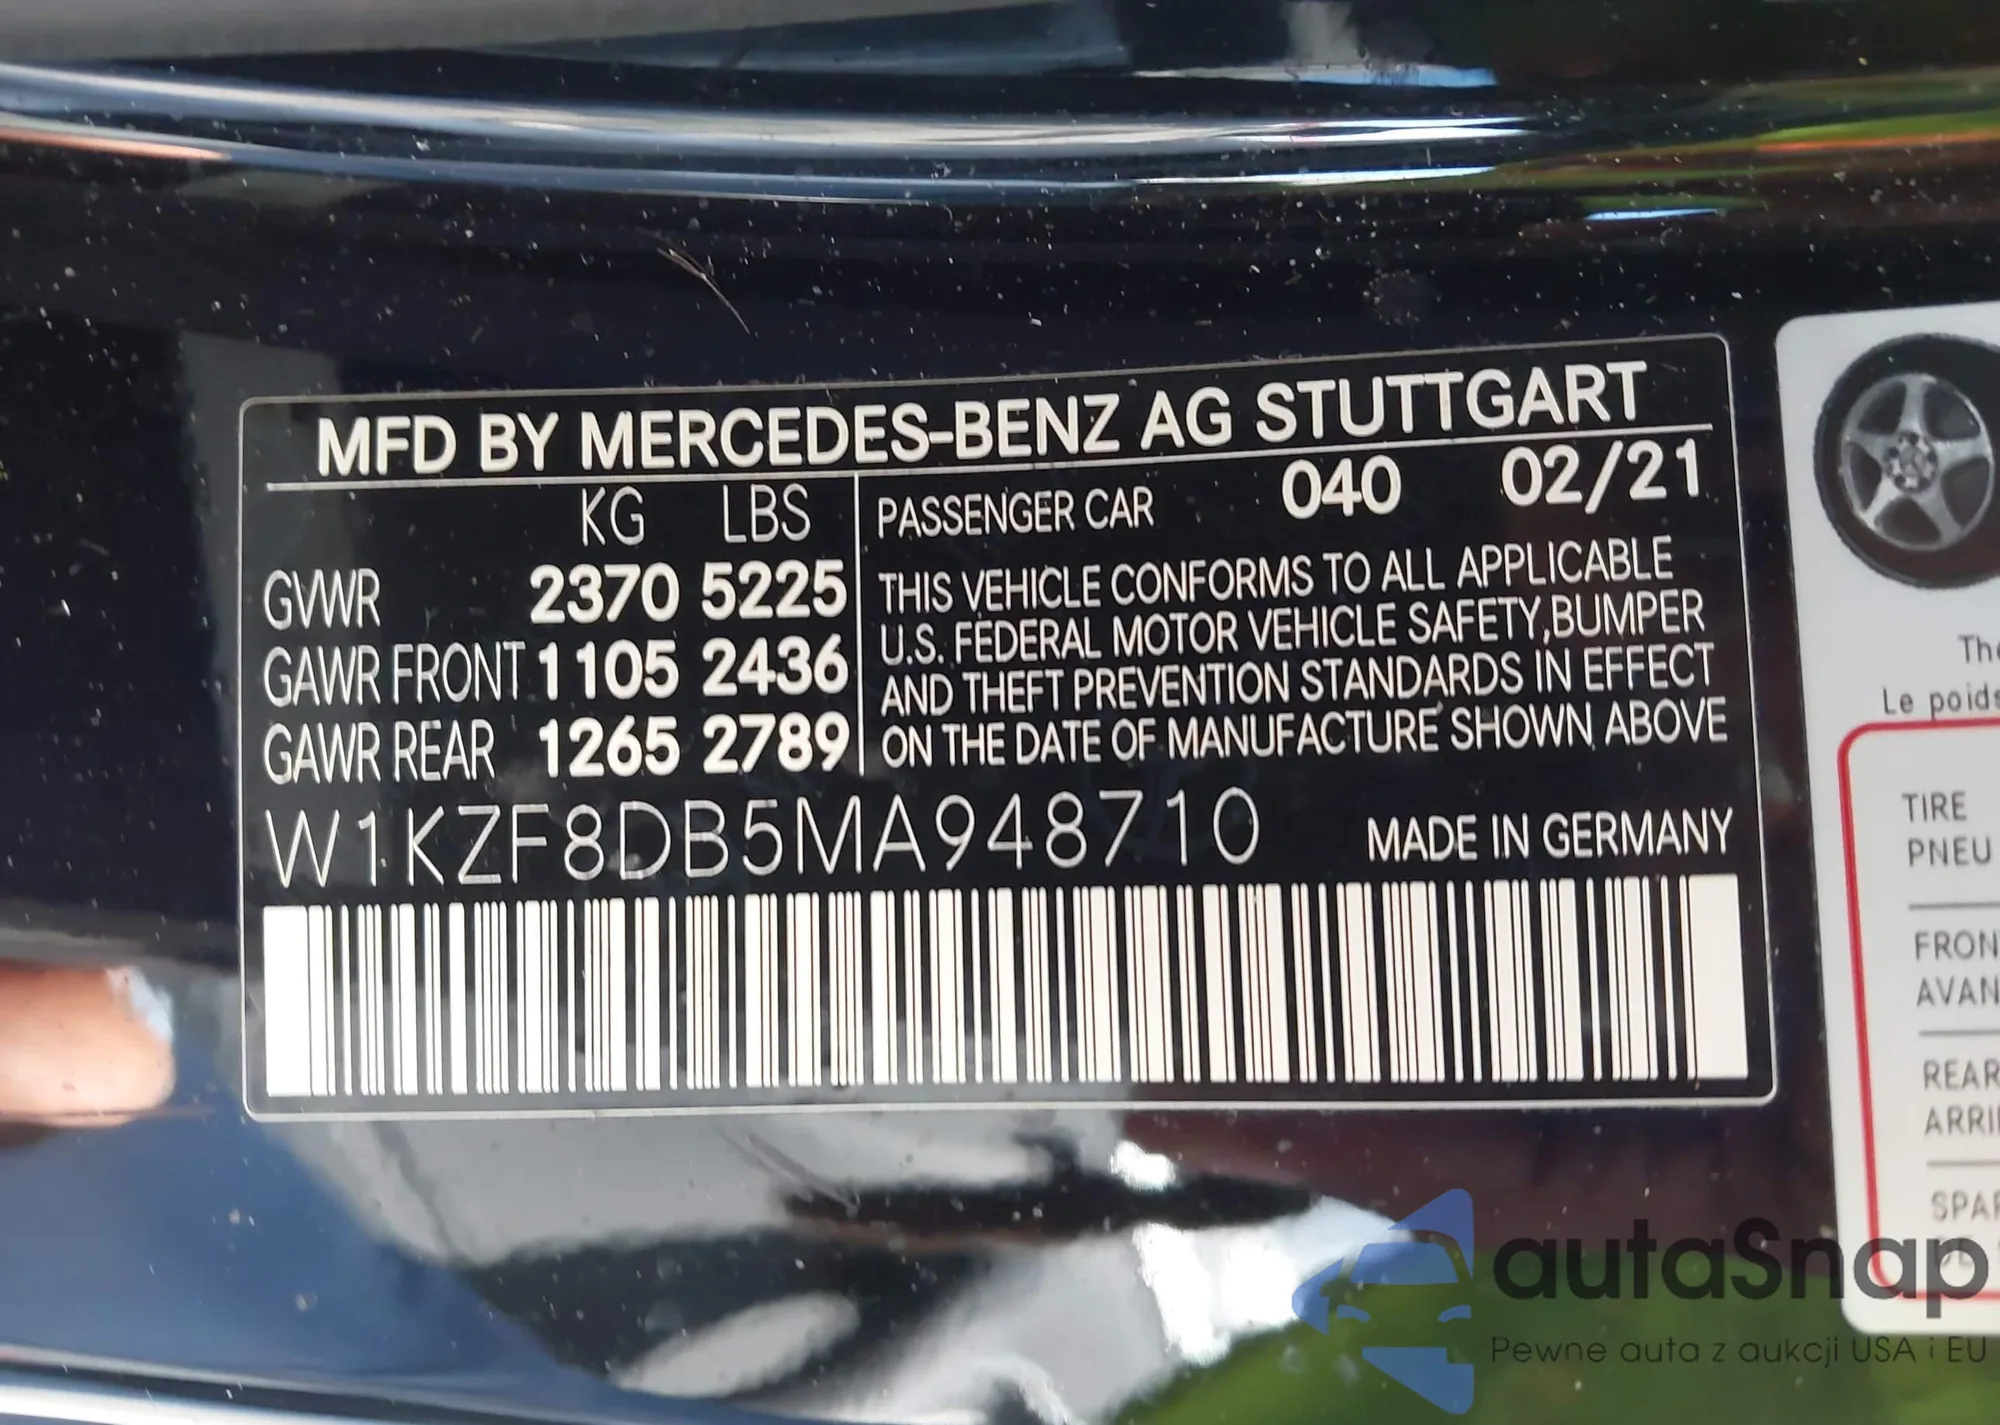 MFD BY MERCEDES-BENZ AG STUTTGART
KG LBS
GVWR 2370 5225
GAWR FRONT 1105 2436
GAWR REAR 1265 2789
PASSENGER CAR 040 02/21
THIS VEHICLE CONFORMS TO ALL APPLICABLE
U.S. FEDERAL MOTOR VEHICLE SAFETY, BUMPER
AND THEFT PREVENTION STANDARDS IN EFFECT
ON THE DATE OF MANUFACTURE SHOWN ABOVE
W1KZF8DB5MA948710
MADE IN GERMANY
Le poids
TIRE
PNEU
REAR
autaSnap
Pewne auta z aukcji USA i EU